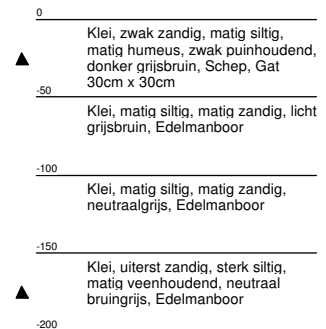 0
Klei, zwak zandig, matig siltig,
matig humeus, zwak puinhoudend,
donker grijsbruin, Schep, Gat
30cm x 30cm
-50
Klei, matig siltig, matig zandig, licht
grijsbruin, Edelmanboor
-100
Klei, matig siltig, matig zandig,
neutraalgrijs, Edelmanboor
-150
Klei, uiterst zandig, sterk siltig,
matig veenhoudend, neutraal
bruingrijs, Edelmanboor
-200